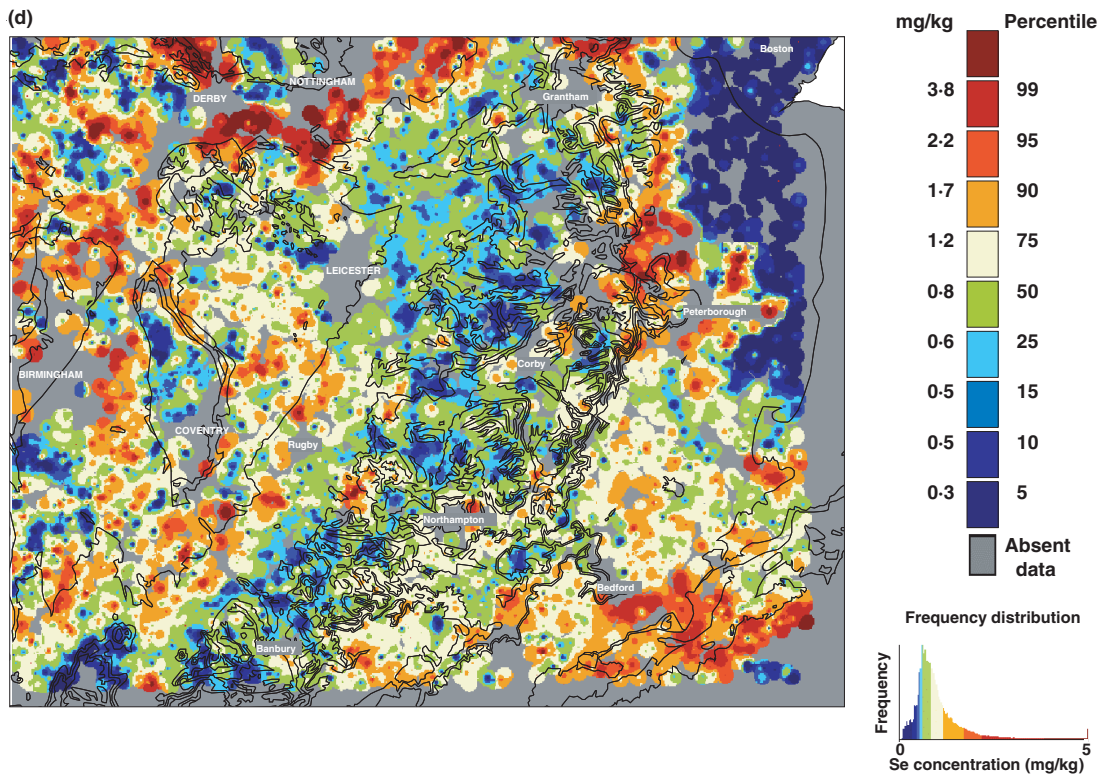 (d)
Boston
NOTTINGHAM
DERBY
Grantham
LEICESTER
Peterborough
Corby
BIRMINGHAM
COVENTRY
Rugby
Northampton
Bedford
Banbury
mg/kg Percentile
3·8 99
2·2 95
1·7 90
1·2 75
0·8 50
0·6 25
0·5 15
0·5 10
0·3 5
Absent
data
Frequency distribution
Frequency
0 5
Se concentration (mg/kg)